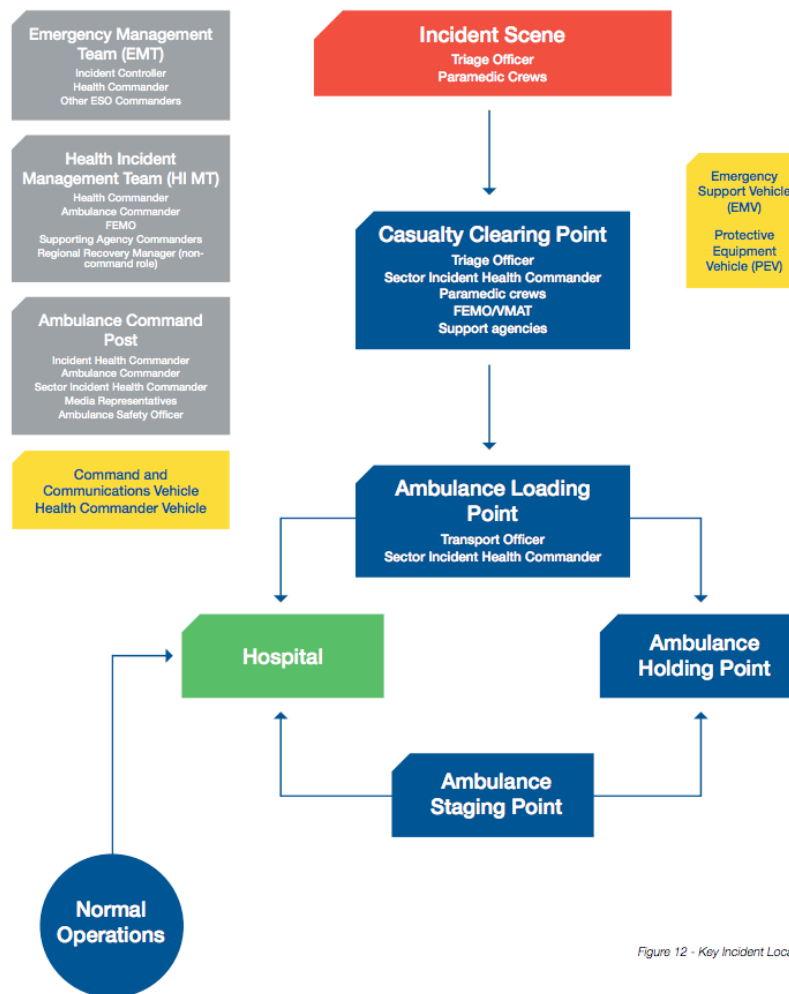 Emergency Management
Team (EMT)
Incident Controller
Health Commander
Other ESO Commanders
Health Incident
Management Team (HI MT)
Health Commander
Ambulance Commander
FEMO
Supporting Agency Commanders
Regional Recovery Manager (non-
command role)
Ambulance Command
Post
Incident Health Commander
Ambulance Commander
Sector Incident Health Commander
Media Representatives
Ambulance Safety Officer
Command and
Communications Vehicle
Health Commander Vehicle
Incident Scene
Triage Officer
Paramedic Crews
Emergency
Support Vehicle
(EMV)
Protective
Equipment
Vehicle (PEV)
Casualty Clearing Point
Triage Officer
Sector Incident Health Commander
Paramedic crews
FEMO/VMAT
Support agencies
Ambulance Loading
Point
Transport Officer
Sector Incident Health Commander
Hospital
Ambulance
Holding Point
Ambulance
Staging Point
Normal
Operations
Figure 12 - Key Incident Loca